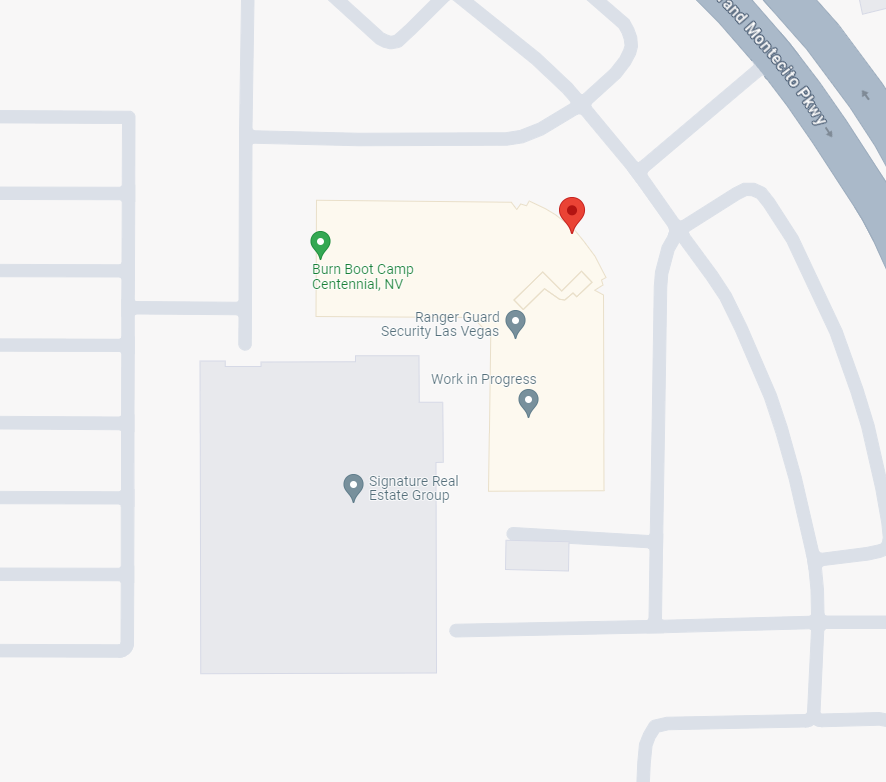 rand Montecito Pkwy
Burn Boot Camp
Centennial, NV
Ranger Guard
Security Las Vegas
Work in Progress
Signature Real
Estate Group